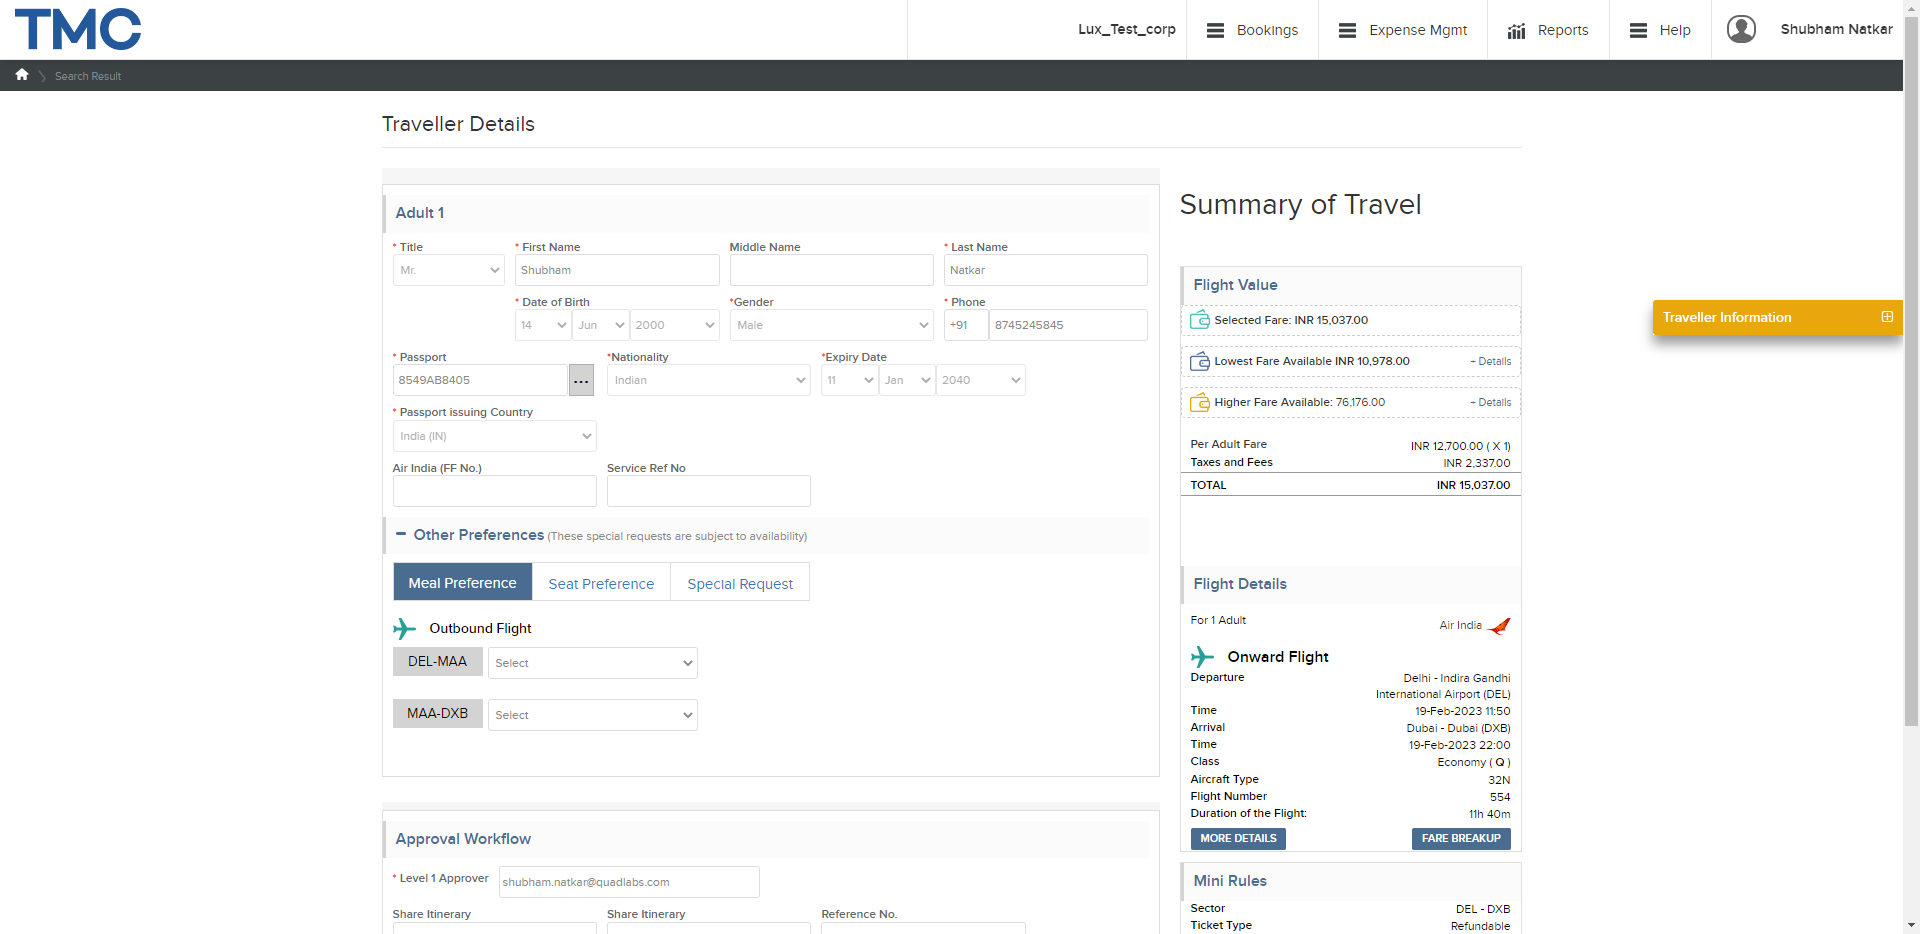 TMC
Lux_Test_corp
Bookings
Expense Mgmt
Reports
Help
Shubham Natkar
Search Result
Traveller Details
Adult 1
* Title
* First Name
Middle Name
* Last Name
Mr.
Shubham
Natkar
* Date of Birth
*Gender
* Phone
14
Jun
2000
Male
+91
8745245845
* Passport
*Nationality
*Expiry Date
8549AB8405
...
Indian
11
Jan
2040
* Passport issuing Country
India (IN)
Air India (FF No.)
Service Ref No
Other Preferences (These special requests are subject to availability)
Meal Preference
Seat Preference
Special Request
Outbound Flight
DEL-MAA
Select
MAA-DXB
Select
Approval Workflow
* Level 1 Approver
shubham.natkar@quadlabs.com
Share Itinerary
Share Itinerary
Reference No.
Summary of Travel
Flight Value
Selected Fare: INR 15,037.00
Lowest Fare Available INR 10,978.00
+ Details
Higher Fare Available: 76,176.00
+ Details
Per Adult Fare
INR 12,700.00 ( X 1)
Taxes and Fees
INR 2,337.00
TOTAL
INR 15,037.00
Flight Details
For 1 Adult
Air India
Onward Flight
Departure
Delhi - Indira Gandhi
International Airport (DEL)
Time
19-Feb-2023 11:50
Arrival
Dubai - Dubai (DXB)
Time
19-Feb-2023 22:00
Class
Economy ( Q )
Aircraft Type
32N
Flight Number
554
Duration of the Flight:
11h 40m
MORE DETAILS
FARE BREAKUP
Mini Rules
Sector
DEL - DXB
Ticket Type
Refundable
Traveller Information